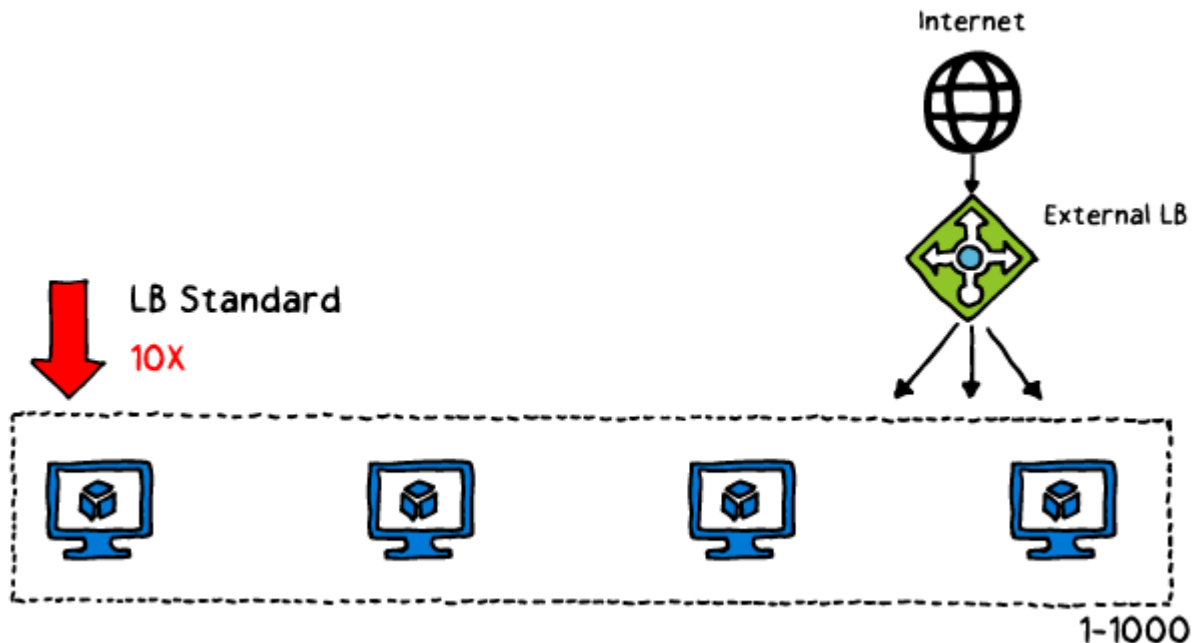 Internet
External LB
LB Standard
10X
1-1000